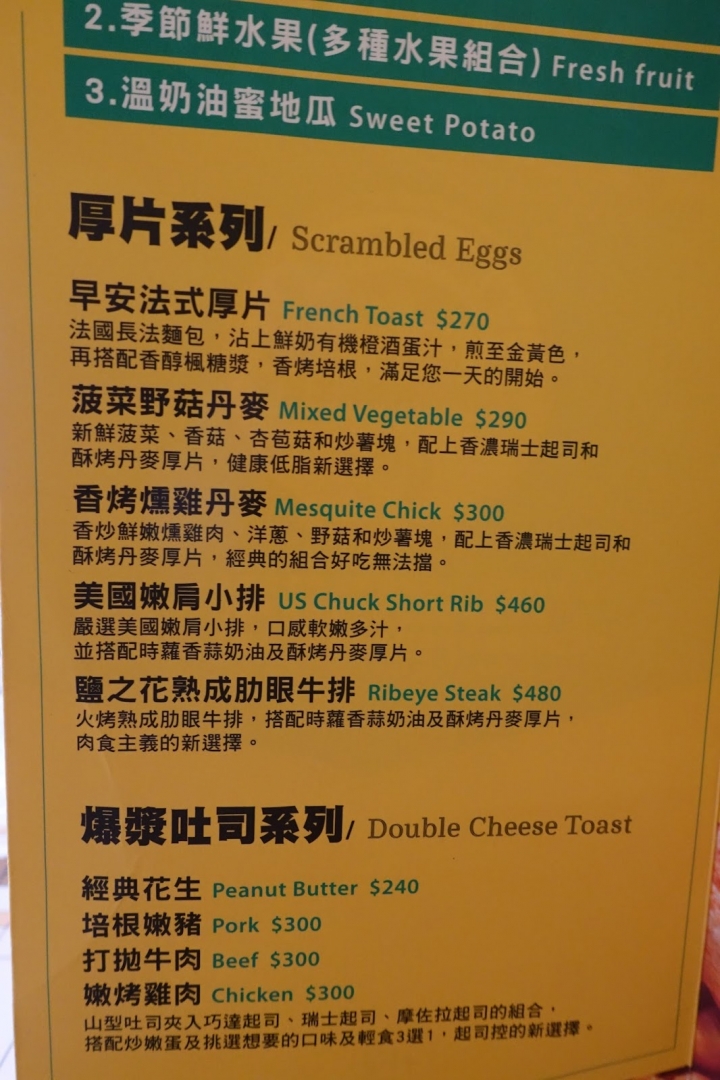 2.季節鮮水果(多種水果組合) Fresh fruit
3.溫奶油蜜地瓜 Sweet Potato
厚片系列/ Scrambled Eggs
早安法式厚片 French Toast $270
法國長法麵包，沾上鮮奶有機橙酒蛋汁，煎至金黃色，
再搭配香醇楓糖漿，香烤培根，滿足您一天的開始。
菠菜野菇丹麥 Mixed Vegetable $290
新鮮菠菜、香菇、杏苞菇和炒薯塊，配上香濃瑞士起司和
酥烤丹麥厚片，健康低脂新選擇。
香烤燻雞丹麥 Mesquite Chick $300
香炒鮮嫩燻雞肉、洋蔥、野菇和炒薯塊，配上香濃瑞士起司和
酥烤丹麥厚片，經典的組合好吃無法擋。
美國嫩肩小排 US Chuck Short Rib $460
嚴選美國嫩肩小排，口感軟嫩多汁，
並搭配時蘿香蒜奶油及酥烤丹麥厚片。
鹽之花熟成肋眼牛排 Ribeye Steak $480
火烤熟成肋眼牛排，搭配時蘿香蒜奶油及酥烤丹麥厚片，
肉食主義的新選擇。
爆漿吐司系列/ Double Cheese Toast
經典花生 Peanut Butter $240
培根嫩豬 Pork $300
打拋牛肉 Beef $300
嫩烤雞肉 Chicken $300
山型吐司夾入巧達起司、瑞士起司、摩佐拉起司的組合，
搭配炒嫩蛋及挑選想要的口味及輕食3選1，起司控的新選擇。